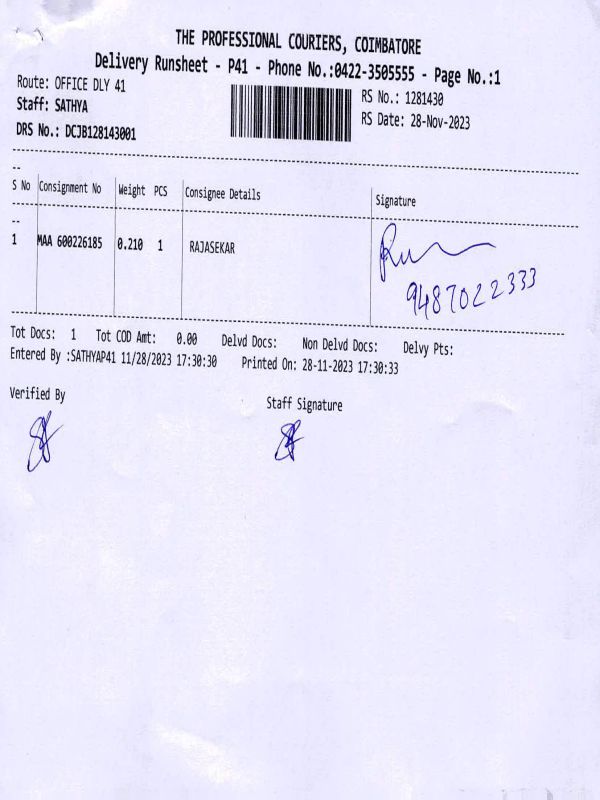 THE PROFESSIONAL COURIERS, COIMBATORE
Delivery Runsheet - P41 - Phone No.:0422-3505555 - Page No.:1
Route: OFFICE DLY 41
RS No.: 1281430
Staff: SATHYA
RS Date: 28-Nov-2023
DRS No.: DCJB128143001
S No Consignment No Weight PCS Consignee Details Signature
1 MAA 600226185 0.210 1 RAJASEKAR
9487022333
Tot Docs: 1 Tot COD Amt: 0.00 Delvd Docs: Non Delvd Docs: Delvy Pts:
Entered By :SATHYAP41 11/28/2023 17:30:30 Printed On: 28-11-2023 17:30:33
Verified By Staff Signature